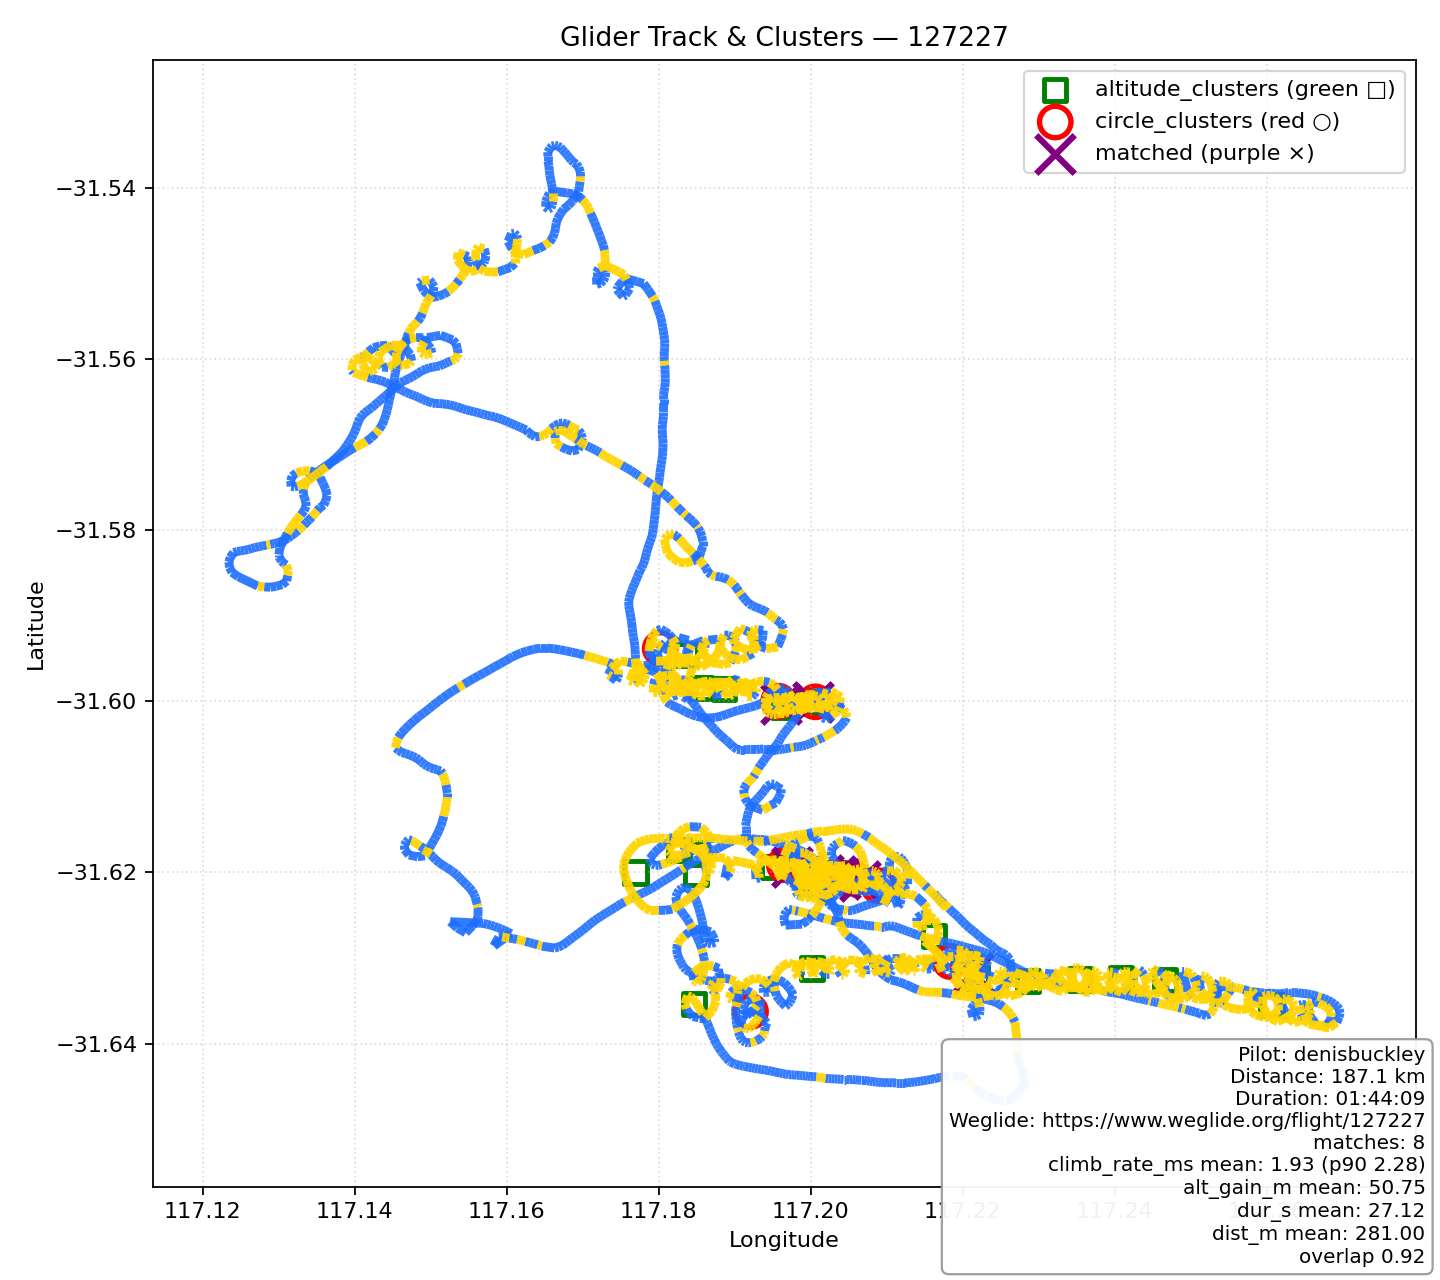 Glider Track & Clusters — 127227
altitude_clusters (green □)
circle_clusters (red ○)
matched (purple ×)
−31.54
−31.56
−31.58
−31.60
−31.62
−31.64
Latitude
117.12
117.14
117.16
117.18
117.20
117.22
117.24
Longitude
Pilot: denisbuckley
Distance: 187.1 km
Duration: 01:44:09
Weglide: https://www.weglide.org/flight/127227
matches: 8
climb_rate_ms mean: 1.93 (p90 2.28)
alt_gain_m mean: 50.75
dur_s mean: 27.12
dist_m mean: 281.00
overlap 0.92